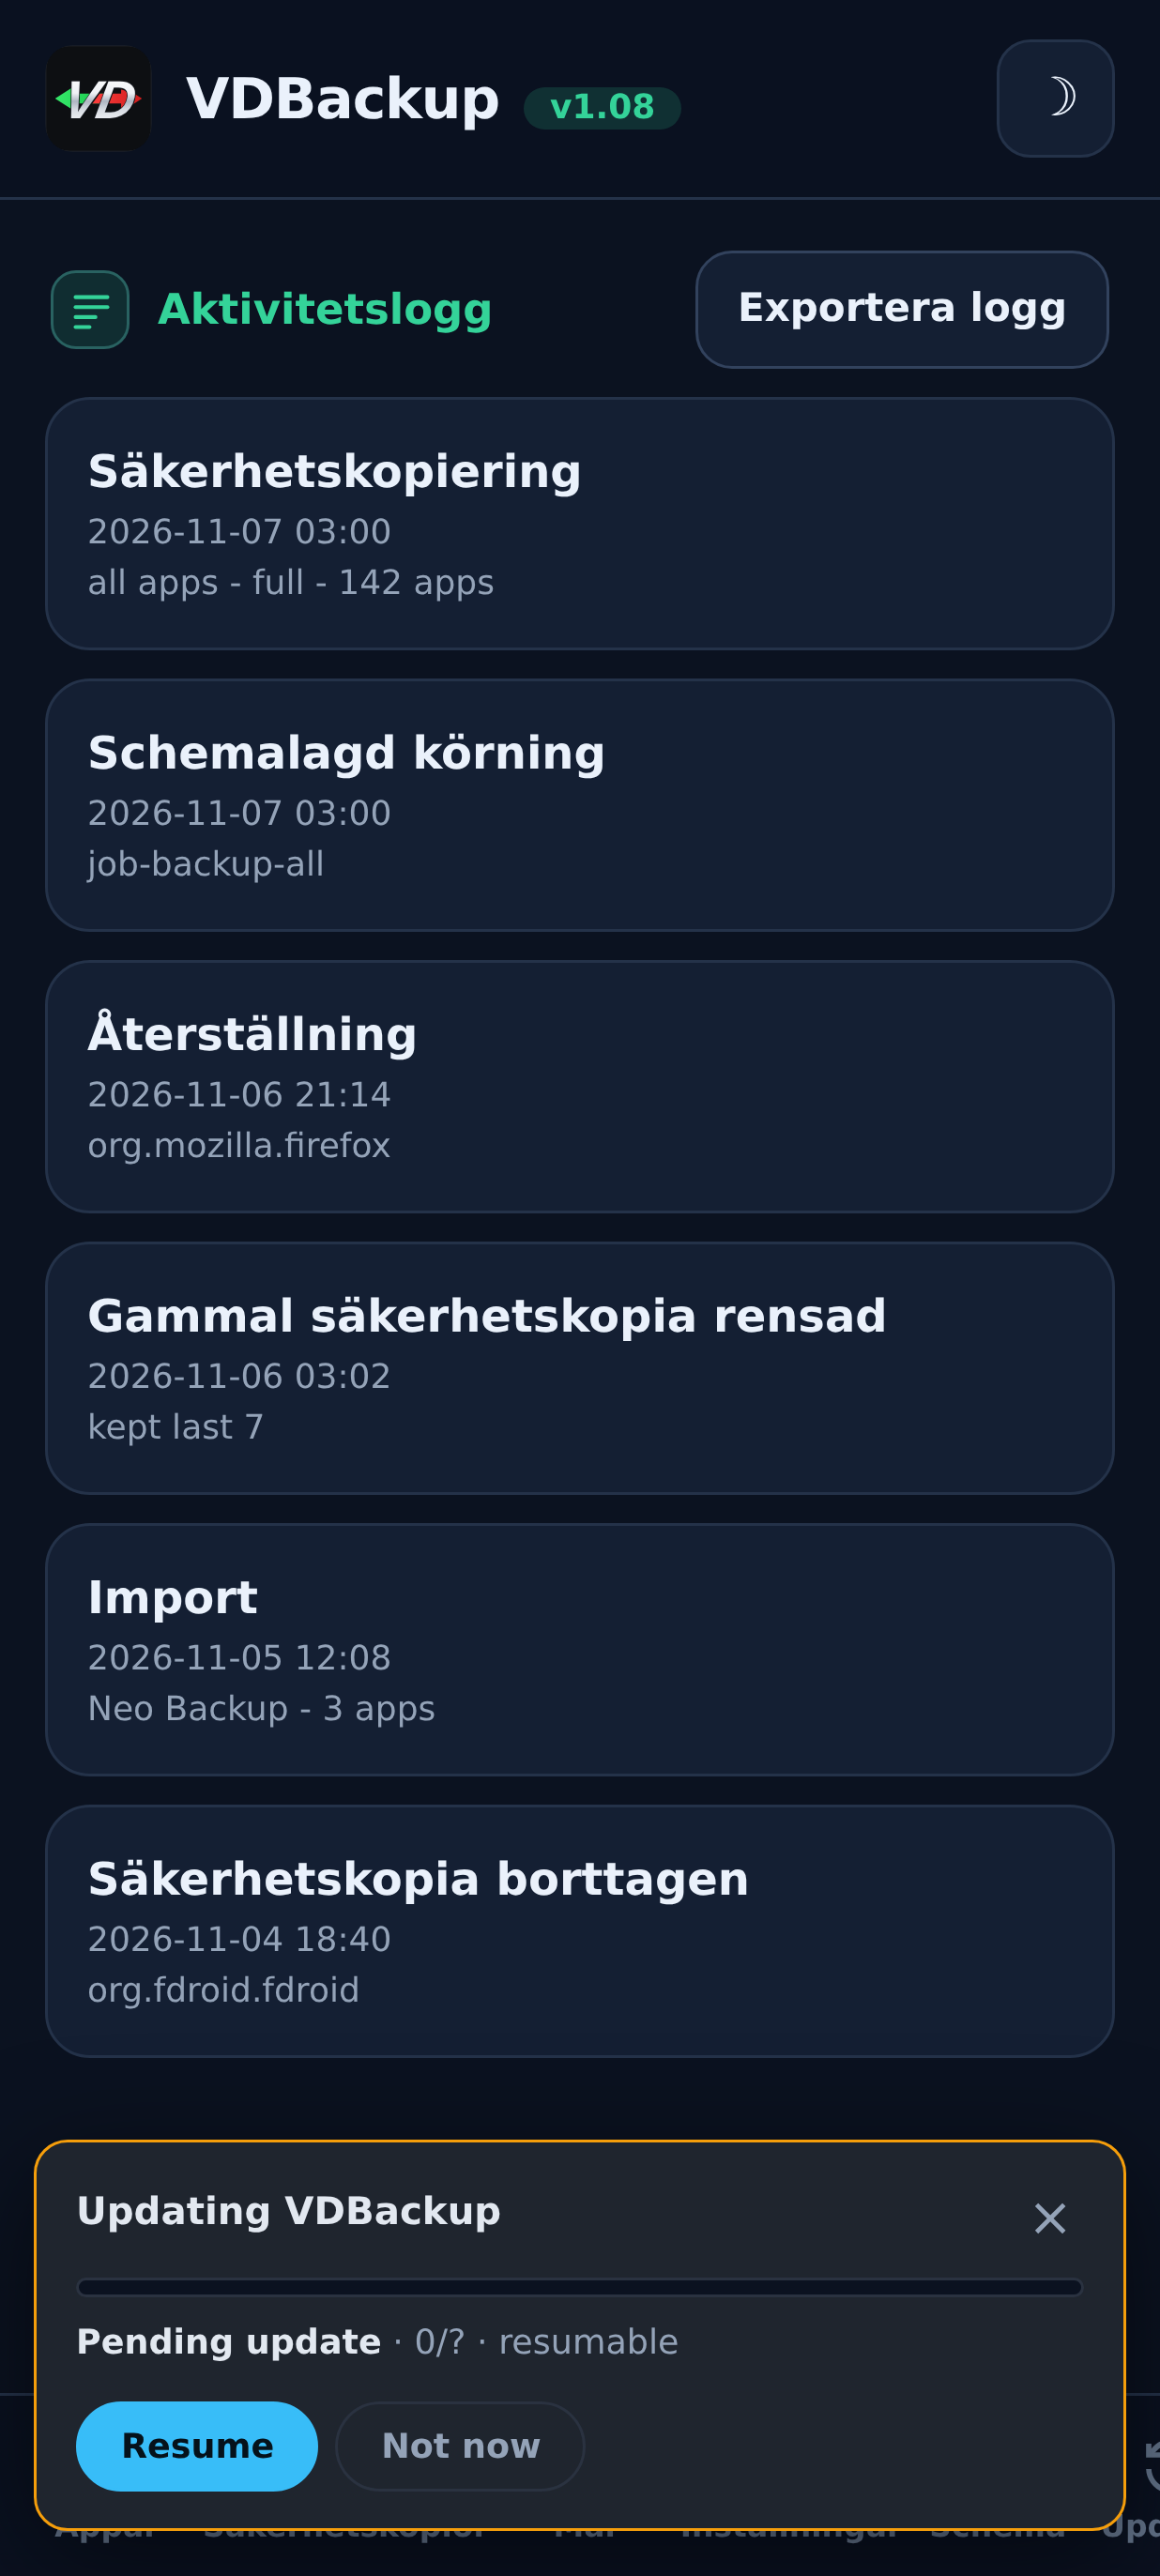 VD
VDBackup v1.08
Aktivitetslogg
Exportera logg
Säkerhetskopiering
2026-11-07 03:00
all apps - full - 142 apps
Schemalagd körning
2026-11-07 03:00
job-backup-all
Återställning
2026-11-06 21:14
org.mozilla.firefox
Gammal säkerhetskopia rensad
2026-11-06 03:02
kept last 7
Import
2026-11-05 12:08
Neo Backup - 3 apps
Säkerhetskopia borttagen
2026-11-04 18:40
org.fdroid.fdroid
Updating VDBackup
Pending update · 0/? · resumable
Resume
Not now